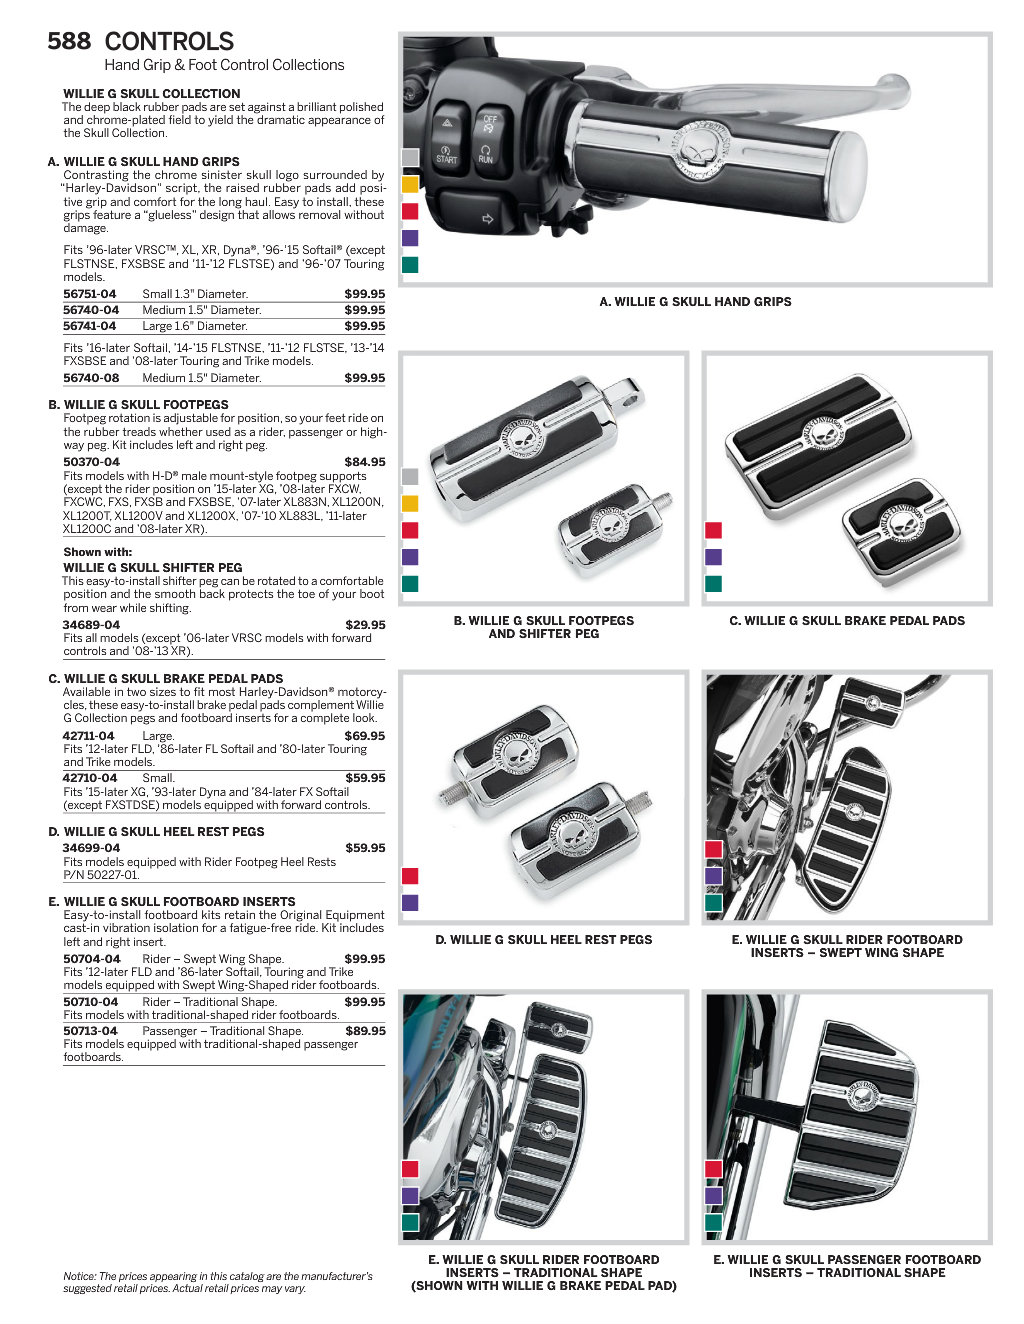 588 CONTROLS
Hand Grip & Foot Control Collections
WILLIE G SKULL COLLECTION
The deep black rubber pads are set against a brilliant polished
and chrome-plated field to yield the dramatic appearance of
the Skull Collection.
A. WILLIE G SKULL HAND GRIPS
Contrasting the chrome sinister skull logo surrounded by
“Harley-Davidson” script, the raised rubber pads add posi-
tive grip and comfort for the long haul. Easy to install, these
grips feature a “glueless” design that allows removal without
damage.
Fits ’96-later VRSC™, XL, XR, Dyna®, ’96-’15 Softail® (except
FLSTNSE, FXSBSE and ’11-’12 FLSTSE) and ’96-’07 Touring
models.
56751-04 Small 1.3" Diameter. $99.95
56740-04 Medium 1.5" Diameter. $99.95
56741-04 Large 1.6" Diameter. $99.95
Fits ’16-later Softail, ’14-’15 FLSTNSE, ’11-’12 FLSTSE, ’13-’14
FXSBSE and ’08-later Touring and Trike models.
56740-08 Medium 1.5" Diameter. $99.95
B. WILLIE G SKULL FOOTPEGS
Footpeg rotation is adjustable for position, so your feet ride on
the rubber treads whether used as a rider, passenger or high-
way peg. Kit includes left and right peg.
50370-04 $84.95
Fits models with H-D® male mount-style footpeg supports
(except the rider position on ’15-later XG, ’08-later FXCW,
FXCWC, FXS, FXSB and FXSBSE, ’07-later XL883N, XL1200N,
XL1200T, XL1200V and XL1200X, ’07-’10 XL883L, ’11-later
XL1200C and ’08-later XR).
Shown with:
WILLIE G SKULL SHIFTER PEG
This easy-to-install shifter peg can be rotated to a comfortable
position and the smooth back protects the toe of your boot
from wear while shifting.
34689-04 $29.95
Fits all models (except ’06-later VRSC models with forward
controls and ’08-’13 XR).
C. WILLIE G SKULL BRAKE PEDAL PADS
Available in two sizes to fit most Harley-Davidson® motorcy-
cles, these easy-to-install brake pedal pads complement Willie
G Collection pegs and footboard inserts for a complete look.
42711-04 Large. $69.95
Fits ’12-later FLD, ’86-later FL Softail and ’80-later Touring
and Trike models.
42710-04 Small. $59.95
Fits ’15-later XG, ’93-later Dyna and ’84-later FX Softail
(except FXSTDSE) models equipped with forward controls.
D. WILLIE G SKULL HEEL REST PEGS
34699-04 $59.95
Fits models equipped with Rider Footpeg Heel Rests
P/N 50227-01.
E. WILLIE G SKULL FOOTBOARD INSERTS
Easy-to-install footboard kits retain the Original Equipment
cast-in vibration isolation for a fatigue-free ride. Kit includes
left and right insert.
50704-04 Rider – Swept Wing Shape. $99.95
Fits ’12-later FLD and ’86-later Softail, Touring and Trike
models equipped with Swept Wing-Shaped rider footboards.
50710-04 Rider – Traditional Shape. $99.95
Fits models with traditional-shaped rider footboards.
50713-04 Passenger – Traditional Shape. $89.95
Fits models equipped with traditional-shaped passenger
footboards.
Notice: The prices appearing in this catalog are the manufacturer’s
suggested retail prices. Actual retail prices may vary.
OFF
START
RUN
A. WILLIE G SKULL HAND GRIPS
B. WILLIE G SKULL FOOTPEGS
AND SHIFTER PEG
C. WILLIE G SKULL BRAKE PEDAL PADS
D. WILLIE G SKULL HEEL REST PEGS
E. WILLIE G SKULL RIDER FOOTBOARD
INSERTS – SWEPT WING SHAPE
E. WILLIE G SKULL RIDER FOOTBOARD
INSERTS – TRADITIONAL SHAPE
(SHOWN WITH WILLIE G BRAKE PEDAL PAD)
E. WILLIE G SKULL PASSENGER FOOTBOARD
INSERTS – TRADITIONAL SHAPE